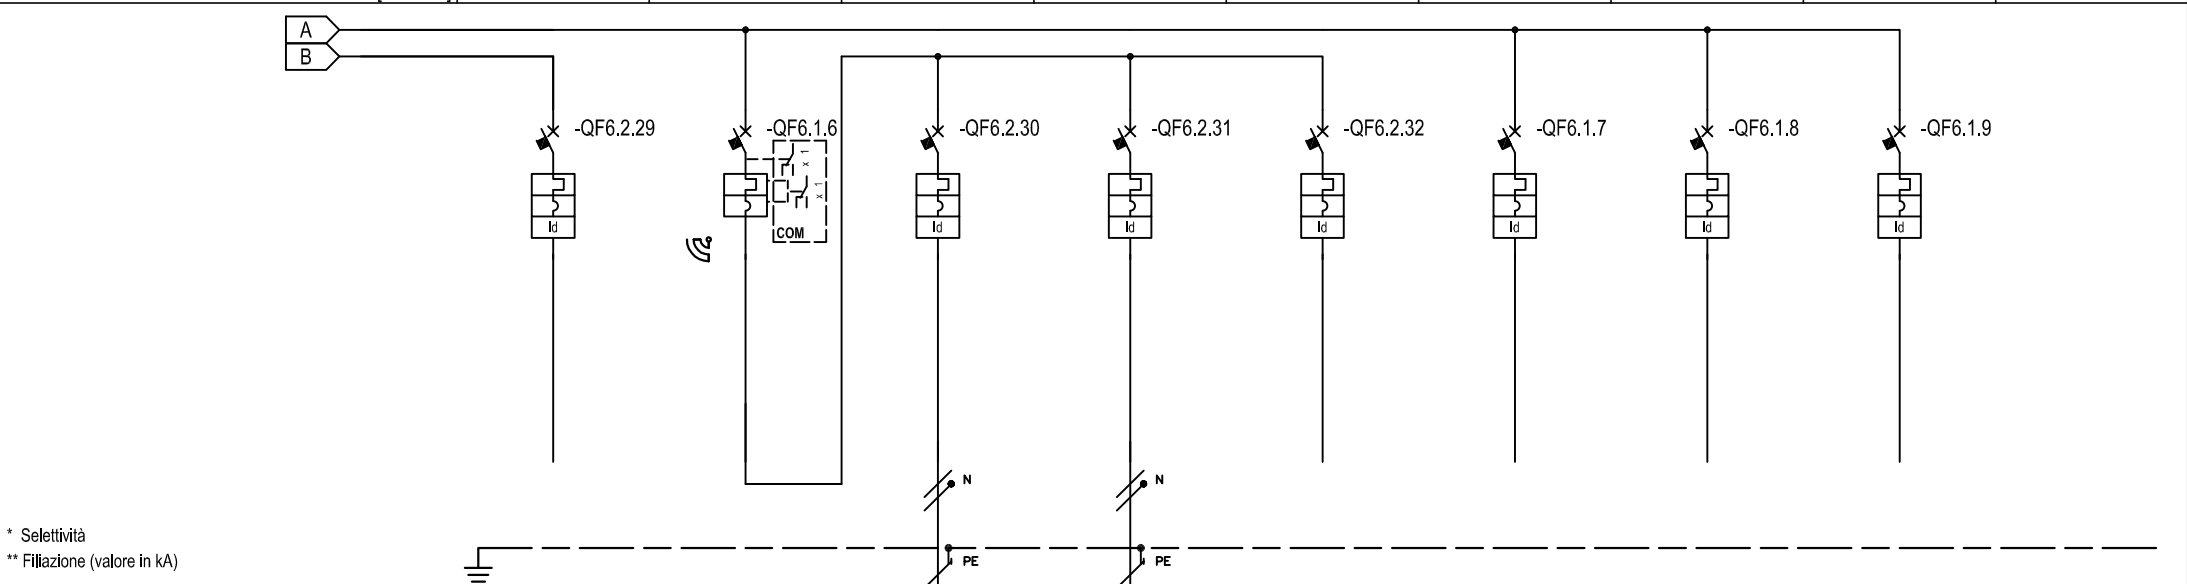 A
B
-QF6.2.29
-QF6.1.6
-QF6.2.30
-QF6.2.31
-QF6.2.32
-QF6.1.7
-QF6.1.8
-QF6.1.9
x 1
x 1
COM
Id
Id
Id
Id
Id
Id
Id
N
N
PE
PE
* Selettività
** Filiazione (valore in kA)